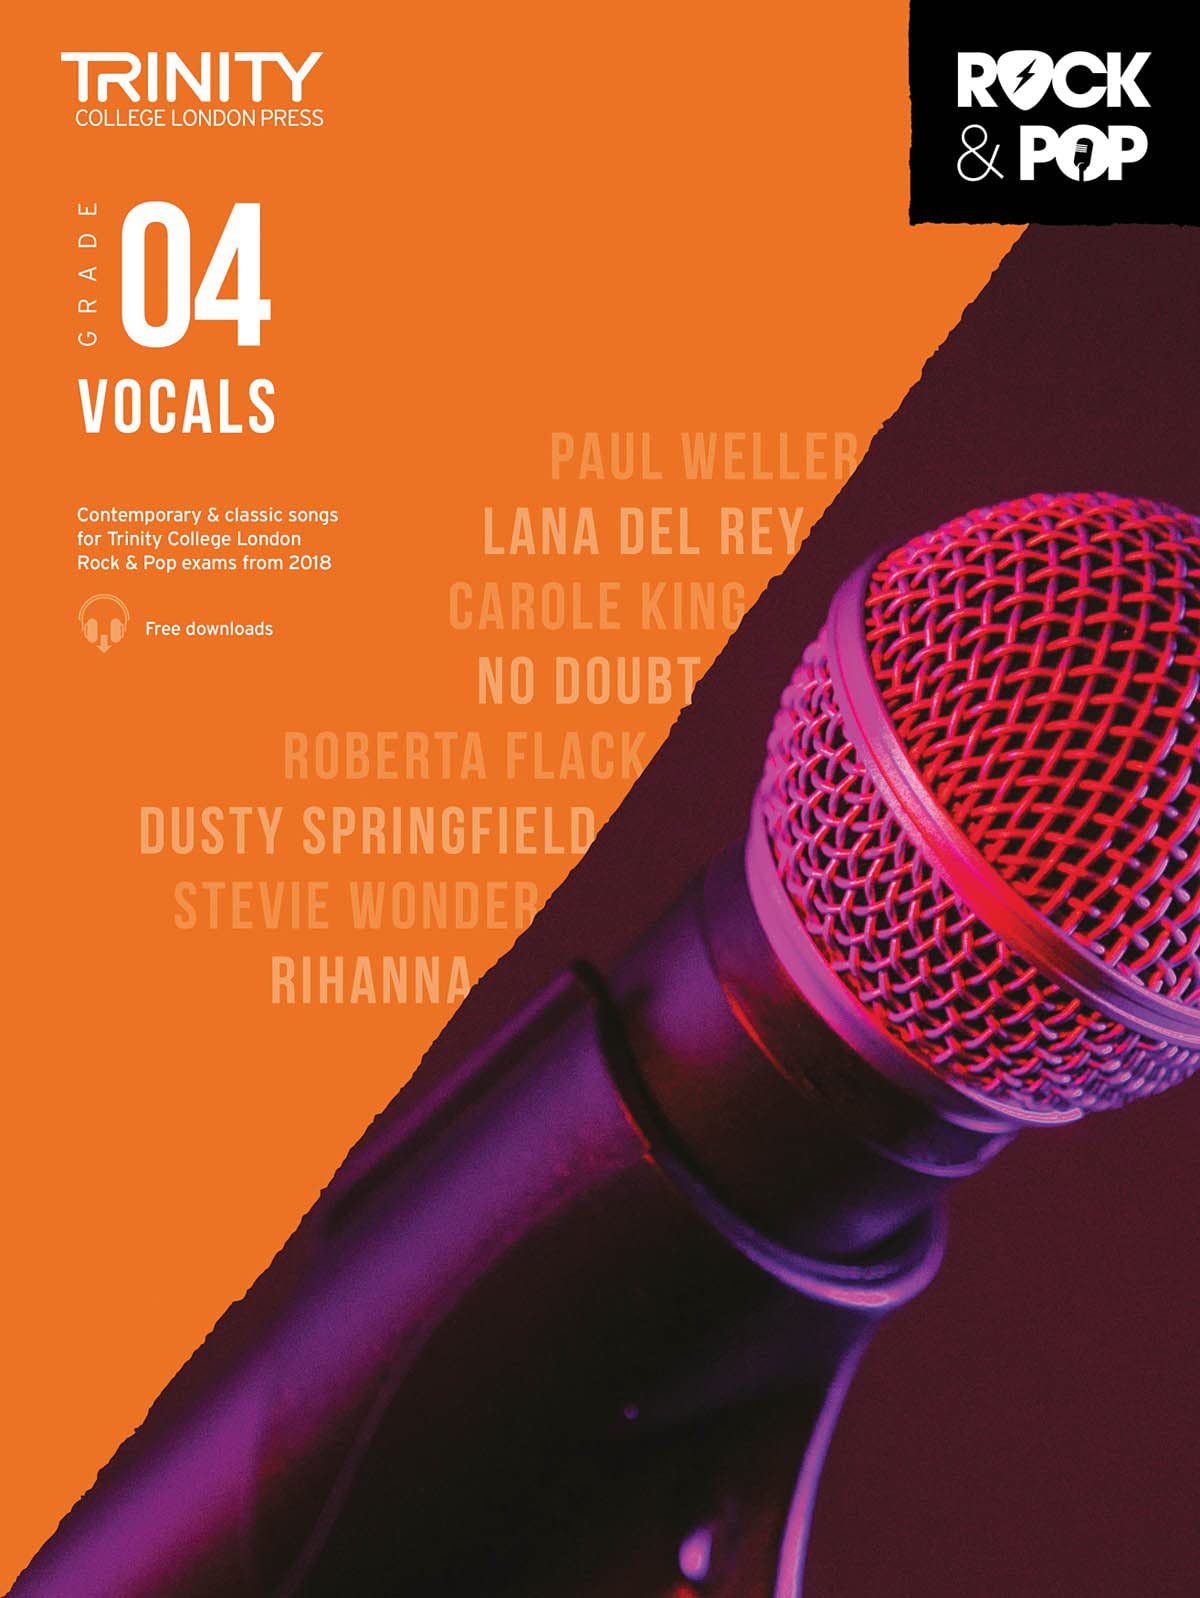 TRINITY
COLLEGE LONDON PRESS
ROCK
& POP
GRADE
04
VOCALS
Contemporary & classic songs
for Trinity College London
Rock & Pop exams from 2018
Free downloads
PAUL WELLER
LANA DEL REY
CAROLE KING
NO DOUBT
ROBERTA FLACK
DUSTY SPRINGFIELD
STEVIE WONDER
RIHANNA